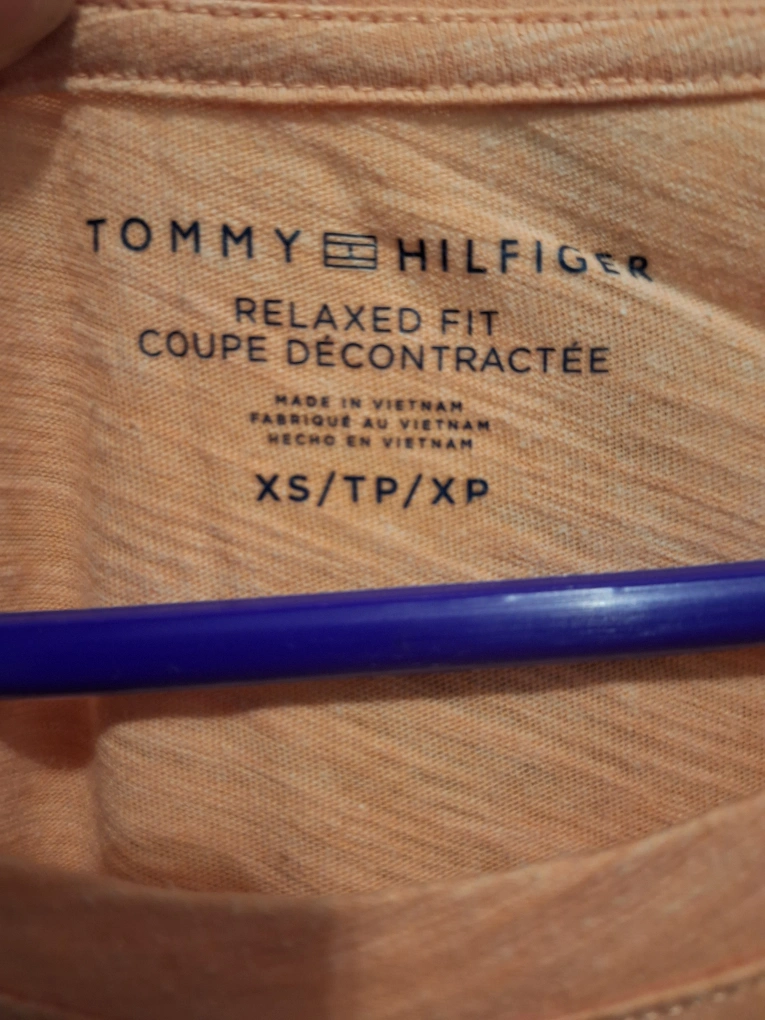 TOMMY HILFIGER
RELAXED FIT
COUPE DÉCONTRACTÉE
MADE IN VIETNAM
FABRIQUÉ AU VIETNAM
HECHO EN VIETNAM
XS/TP/XP